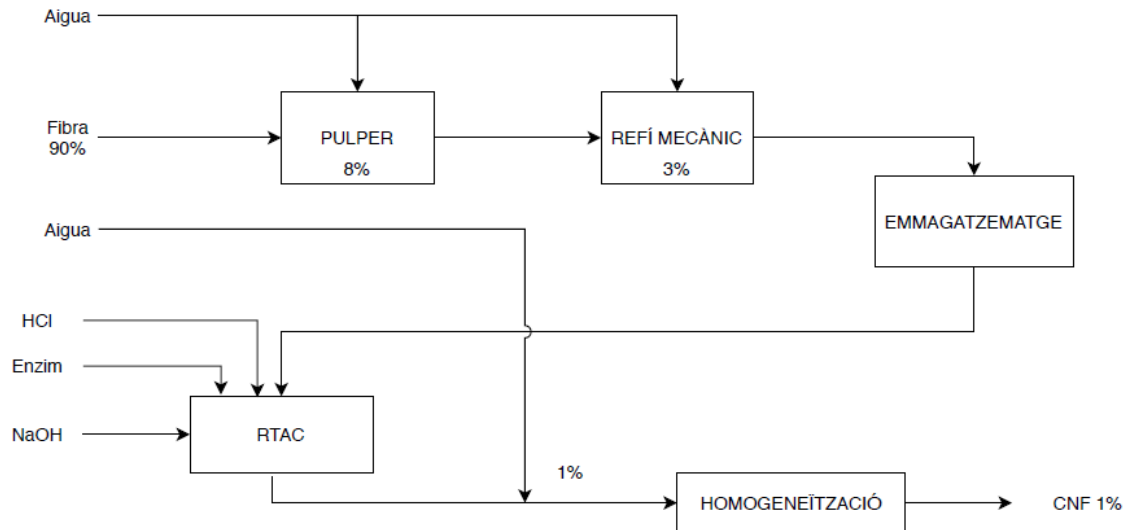 Aigua
Fibra
90%
PULPER
8%
REFÍ MECÀNIC
3%
EMMAGATZEMATGE
Aigua
HCl
Enzim
NaOH
RTAC
1%
HOMOGENEÏTZACIÓ
CNF 1%